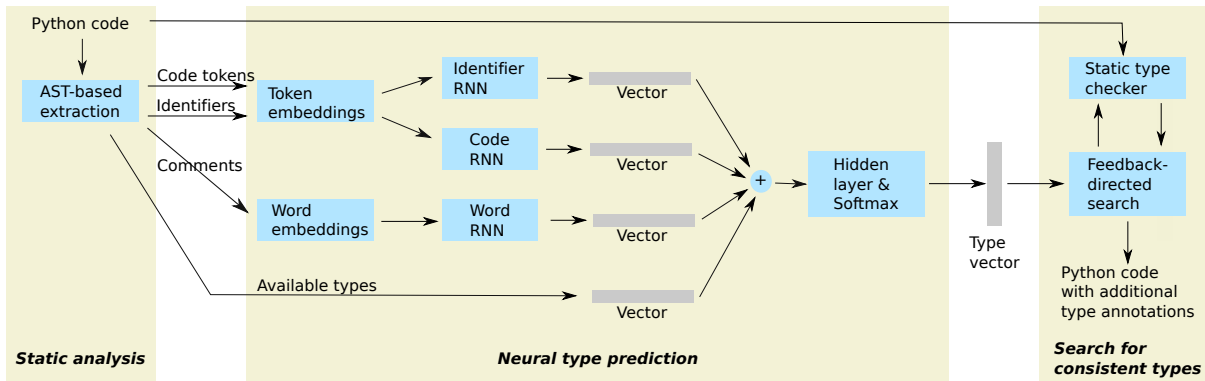 Python code
AST-based
extraction
Code tokens
Identifiers
Comments
Static analysis
Token
embeddings
Word
embeddings
Available types
Identifier
RNN
Code
RNN
Word
RNN
Vector
Vector
Vector
Vector
+
Hidden
layer &
Softmax
Neural type prediction
Type
vector
Static type
checker
Feedback-
directed
search
Python code
with additional
type annotations
Search for
consistent types